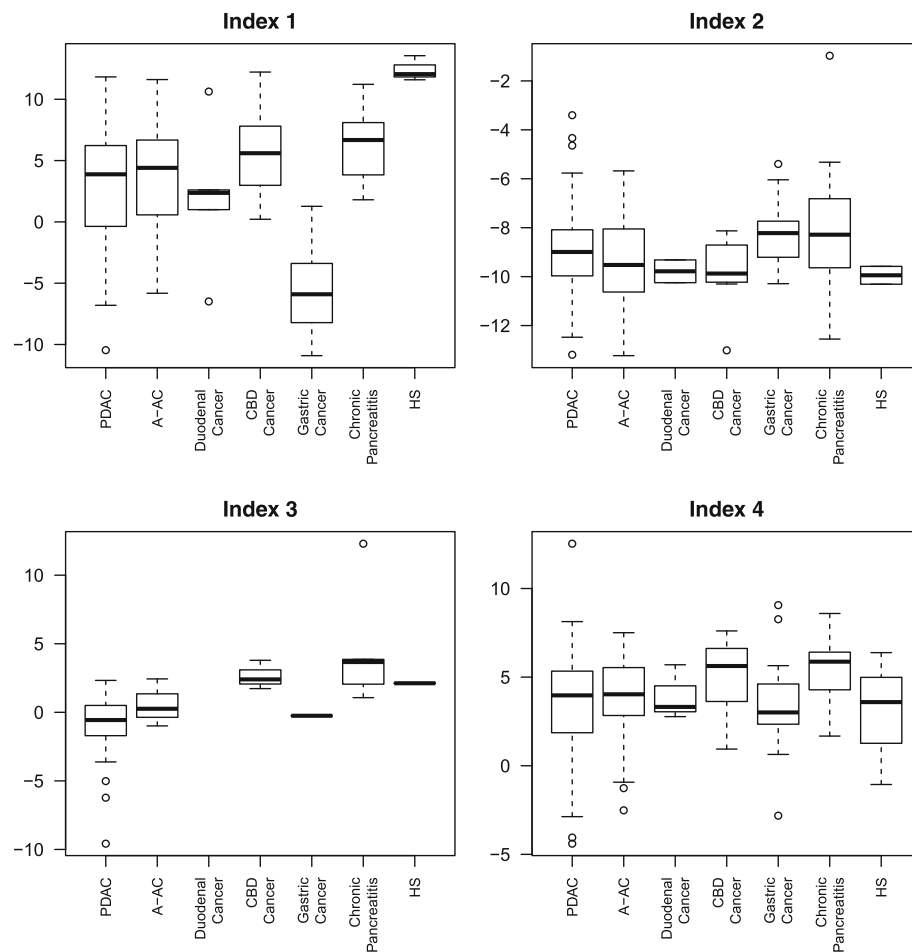 Index 1
10
5
0
−5
−10
PDAC
A−AC
Duodenal
Cancer
CBD
Cancer
Gastric
Cancer
Chronic
Pancreatitis
HS
Index 2
−2
−4
−6
−8
−10
−12
PDAC
A−AC
Duodenal
Cancer
CBD
Cancer
Gastric
Cancer
Chronic
Pancreatitis
HS
Index 3
10
5
0
−5
−10
PDAC
A−AC
Duodenal
Cancer
CBD
Cancer
Gastric
Cancer
Chronic
Pancreatitis
HS
Index 4
10
5
0
−5
PDAC
A−AC
Duodenal
Cancer
CBD
Cancer
Gastric
Cancer
Chronic
Pancreatitis
HS